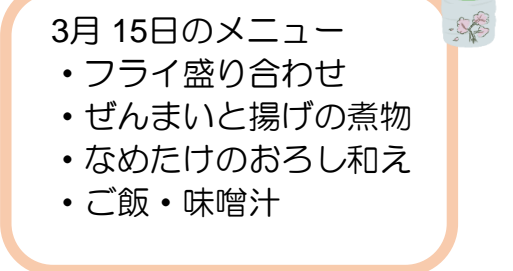 3月 15日のメニュー
・フライ盛り合わせ
・ぜんまいと揚げの煮物
・なめたけのおろし和え
・ご飯・味噌汁